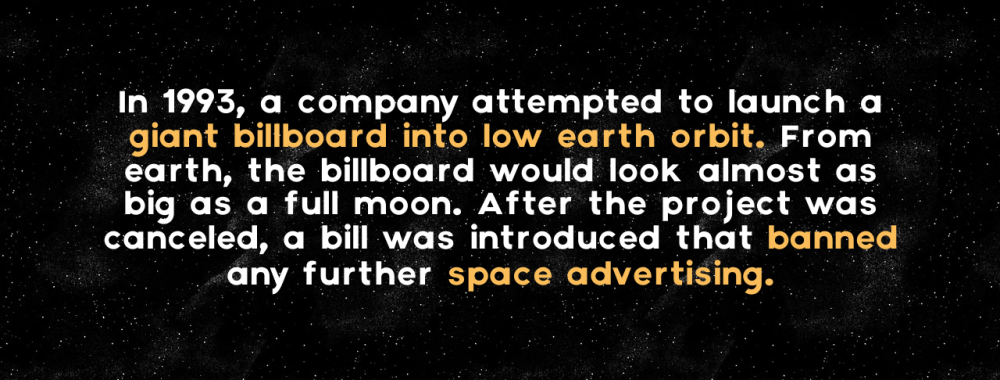 In 1993, a company attempted to launch a
giant billboard into low earth orbit. From
earth, the billboard would look almost as
big as a full moon. After the project was
canceled, a bill was introduced that banned
any further space advertising.